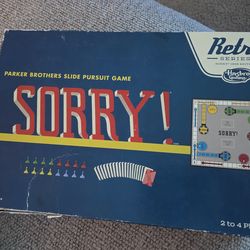 Retro
SERIES
Hasbro
PARKER BROTHERS SLIDE PURSUIT GAME
SORRY!
SORRY!
2 to 4 P